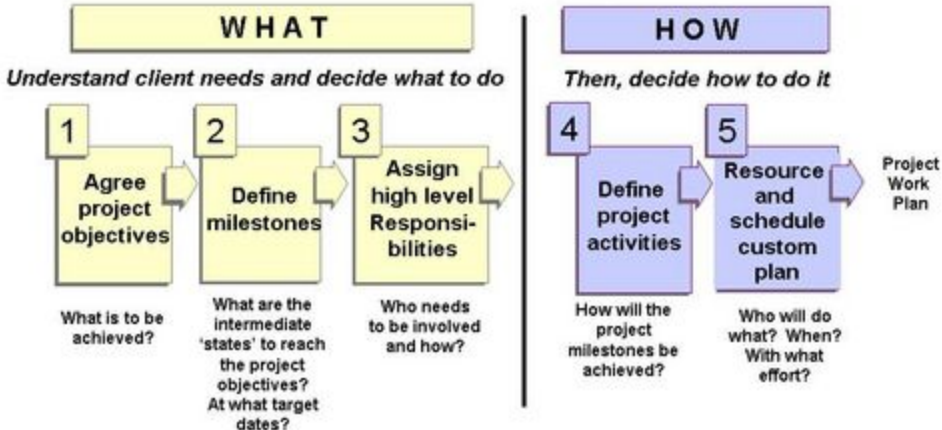 WHAT
Understand client needs and decide what to do
1
Agree
project
objectives
What is to be
achieved?
2
Define
milestones
What are the
intermediate
'states' to reach
the project
objectives?
At what target
dates?
3
Assign
high level
Responsi-
bilities
Who needs
to be involved
and how?
HOW
Then, decide how to do it
4
Define
project
activities
How will the
project
milestones be
achieved?
5
Resource
and
schedule
custom
plan
Who will do
what? When?
With what
effort?
Project
Work
Plan